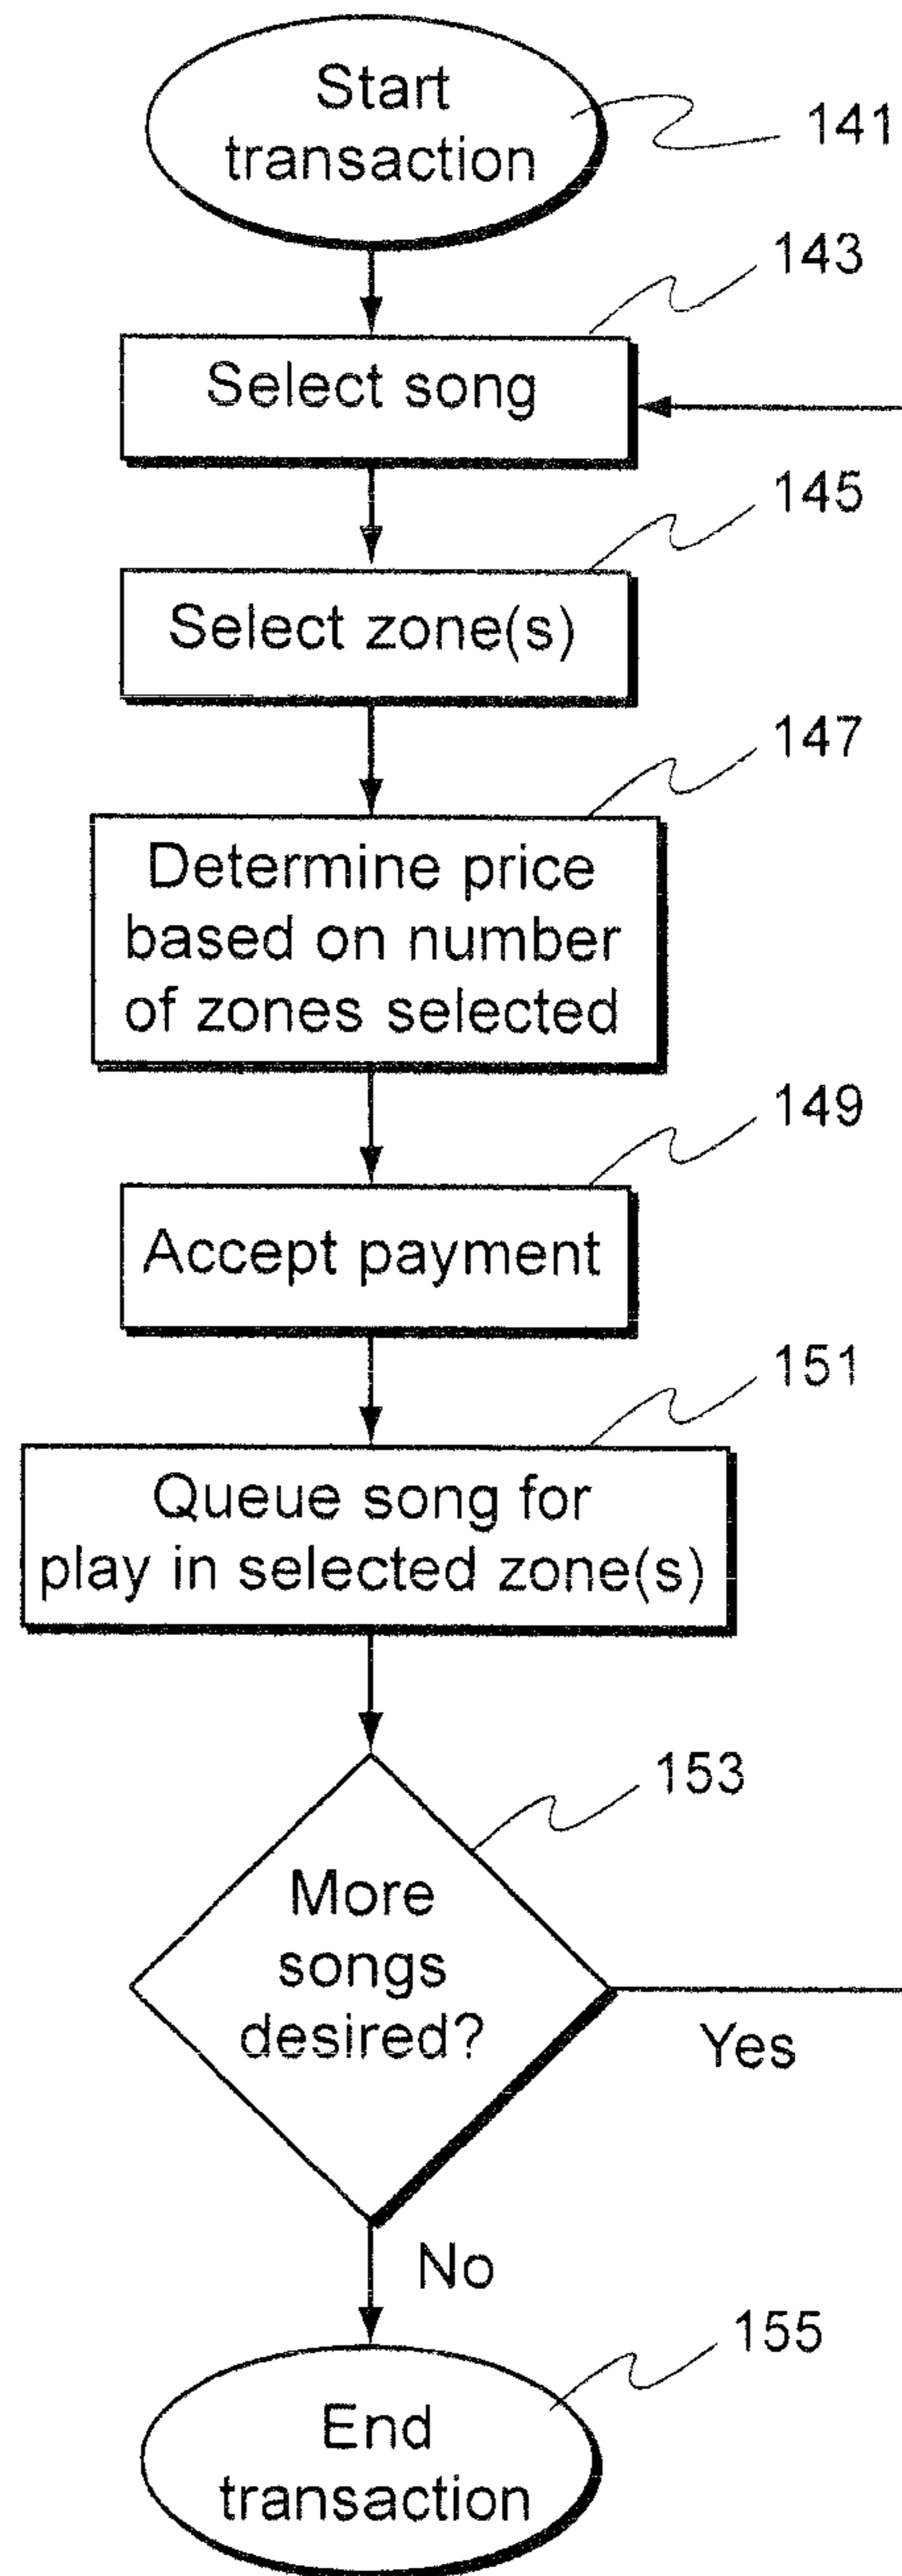 Start
transaction
141
143
Select song
145
Select zone(s)
147
Determine price
based on number
of zones selected
149
Accept payment
151
Queue song for
play in selected zone(s)
153
More
songs
desired?
Yes
No
155
End
transaction